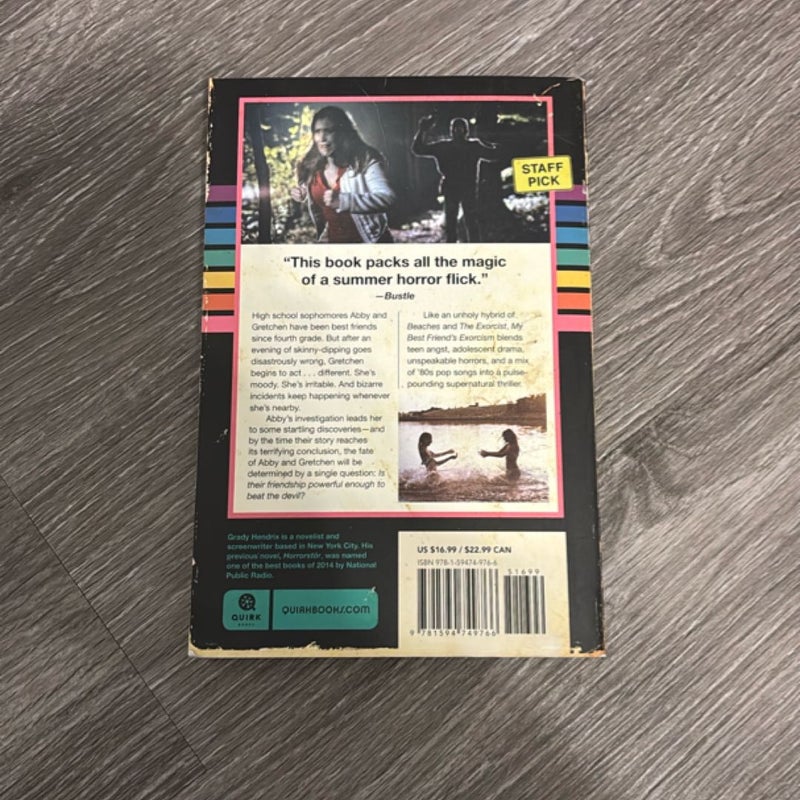 STAFF
PICK
“This book packs all the magic
of a summer horror flick.”
—Bustle
High school sophomores Abby and
Gretchen have been best friends
since fourth grade. But after an
evening of skinny-dipping goes
disastrously wrong, Gretchen
begins to act . . . different. She’s
moody. She’s irritable. And bizarre
incidents keep happening whenever
she’s nearby.
Abby’s investigation leads her
to some startling discoveries—and
by the time their story reaches
its terrifying conclusion, the fate
of Abby and Gretchen will be
determined by a single question: Is
their friendship powerful enough to
beat the devil?
Like an unholy hybrid of
Beaches and The Exorcist, My
Best Friend’s Exorcism blends
teen angst, adolescent drama,
unspeakable horrors, and a mix
of ’80s pop songs into a pulse-
pounding supernatural thriller.
Grady Hendrix is a novelist and
screenwriter based in New York City. His
previous novel, Horrorstör, was named
one of the best books of 2014 by National
Public Radio.
QUIRK
BOOKS
QUIRKBOOKS.COM
US $16.99 / $22.99 CAN
ISBN 978-1-59474-976-6
51699
9 781594 749766